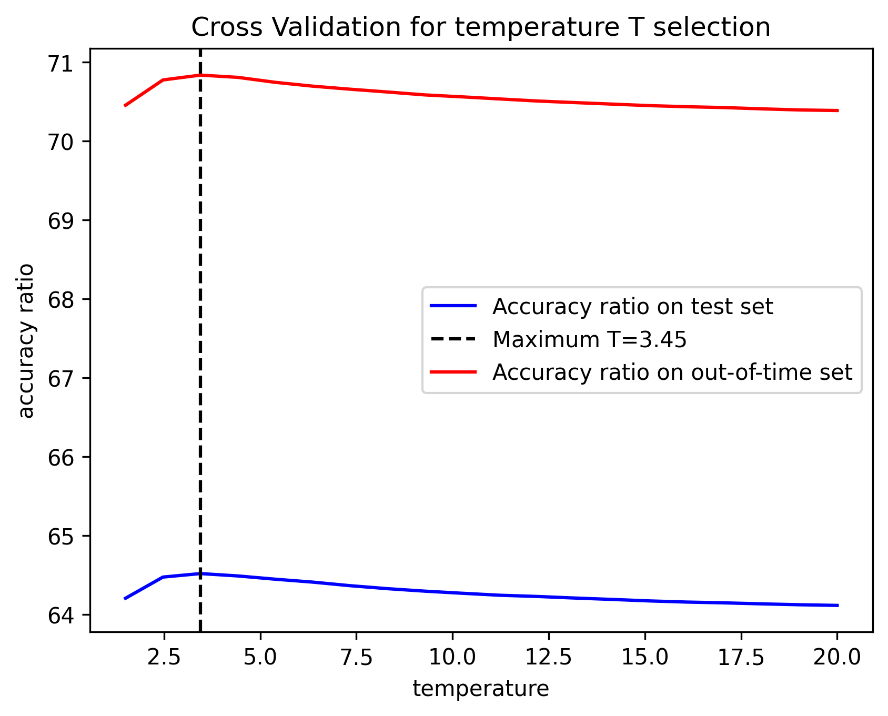 Cross Validation for temperature T selection
accuracy ratio
71
70
69
68
67
66
65
64
Accuracy ratio on test set
Maximum T=3.45
Accuracy ratio on out-of-time set
2.5 5.0 7.5 10.0 12.5 15.0 17.5 20.0
temperature